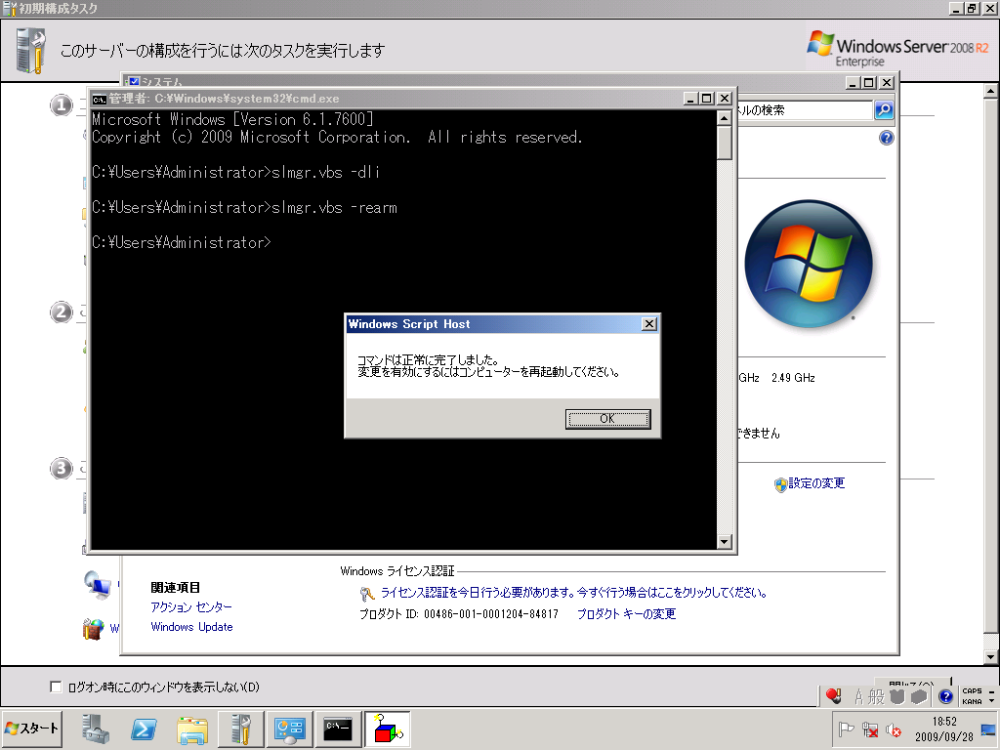 初期構成タスク
このサーバーの構成を行うには次のタスクを実行します
Windows Server 2008 R2
Enterprise
システム
管理者: C:¥Windows¥system32¥cmd.exe
Microsoft Windows [Version 6.1.7600]
Copyright (c) 2009 Microsoft Corporation.  All rights reserved.
C:¥Users¥Administrator>slmgr.vbs -dli
C:¥Users¥Administrator>slmgr.vbs -rearm
C:¥Users¥Administrator>
ルの検索
1
2
3
Windows Script Host
コマンドは正常に完了しました。
変更を有効にするにはコンピューターを再起動してください。
OK
GHz 2.49 GHz
できません
設定の変更
Windows ライセンス認証
ライセンス認証を今日行う必要があります。今すぐ行う場合はここをクリックしてください。
プロダクト ID: 00486-001-0001204-84817 プロダクト キーの変更
関連項目
アクション センター
Windows Update
W
ログオン時にこのウィンドウを表示しない(D)
A 般
CAPS
KANA
スタート
18:52
2009/09/28